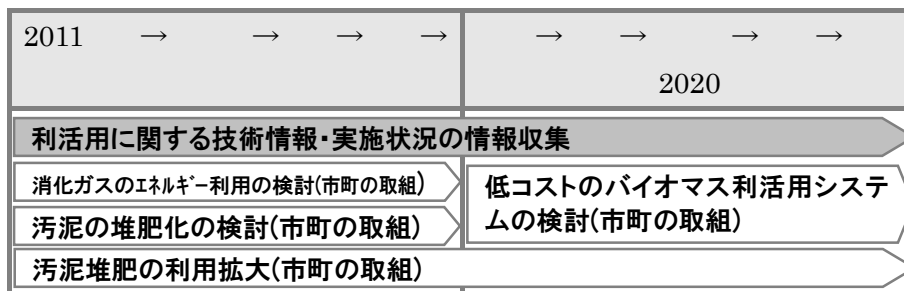 2011 → → → → → → → →
2020
利活用に関する技術情報・実施状況の情報収集
消化ガスのｴﾈﾙｷﾞｰ利用の検討(市町の取組)
汚泥の堆肥化の検討(市町の取組)
低コストのバイオマス利活用システ
ムの検討(市町の取組)
汚泥堆肥の利用拡大(市町の取組)